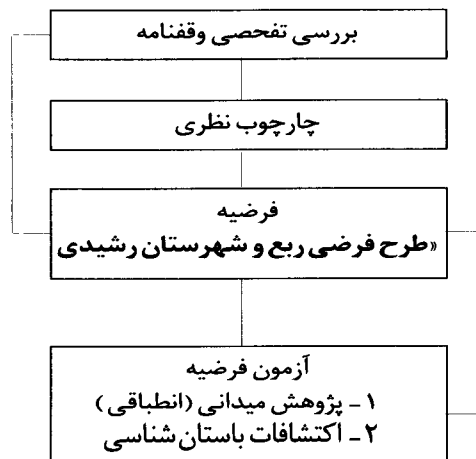 بررسی تفحصی وقفنامه
چارچوب نظری
فرضیه
«طرح فرضی ربع و شهرستان رشیدی
آزمون فرضیه
۱ ـ پژوهش میدانی (انطباقی)
۲ ـ اکتشافات باستان شناسی